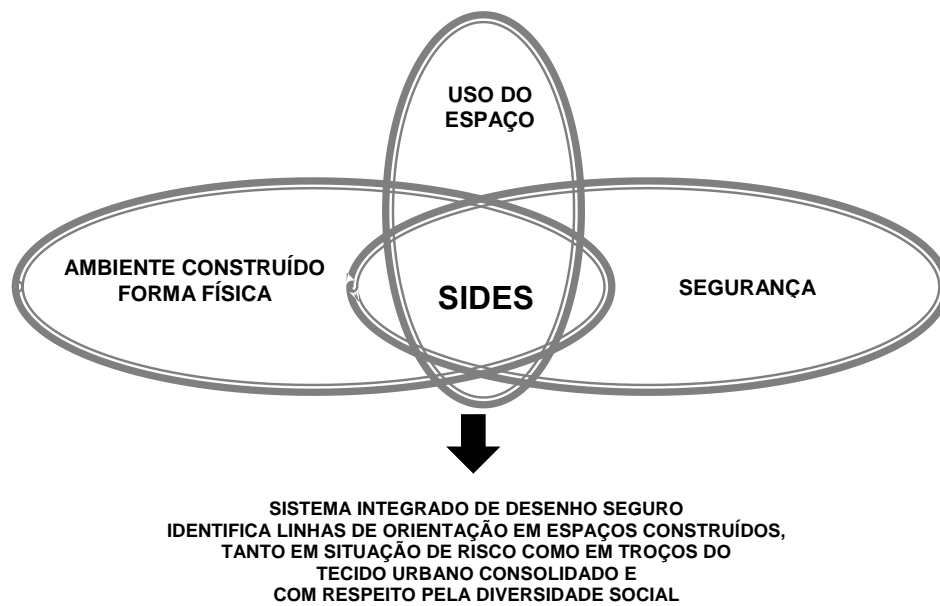 USO DO
ESPAÇO
AMBIENTE CONSTRUÍDO
FORMA FÍSICA
SIDES
SEGURANÇA
SISTEMA INTEGRADO DE DESENHO SEGURO
IDENTIFICA LINHAS DE ORIENTAÇÃO EM ESPAÇOS CONSTRUÍDOS,
TANTO EM SITUAÇÃO DE RISCO COMO EM TROÇOS DO
TECIDO URBANO CONSOLIDADO E
COM RESPEITO PELA DIVERSIDADE SOCIAL